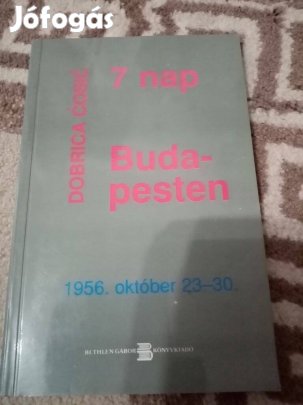 Jófogás
DOBRICA ĆOSIĆ
7 nap
Buda-
pesten
1956. október 23–30.
BETHLEN GÁBOR KÖNYVKIADÓ